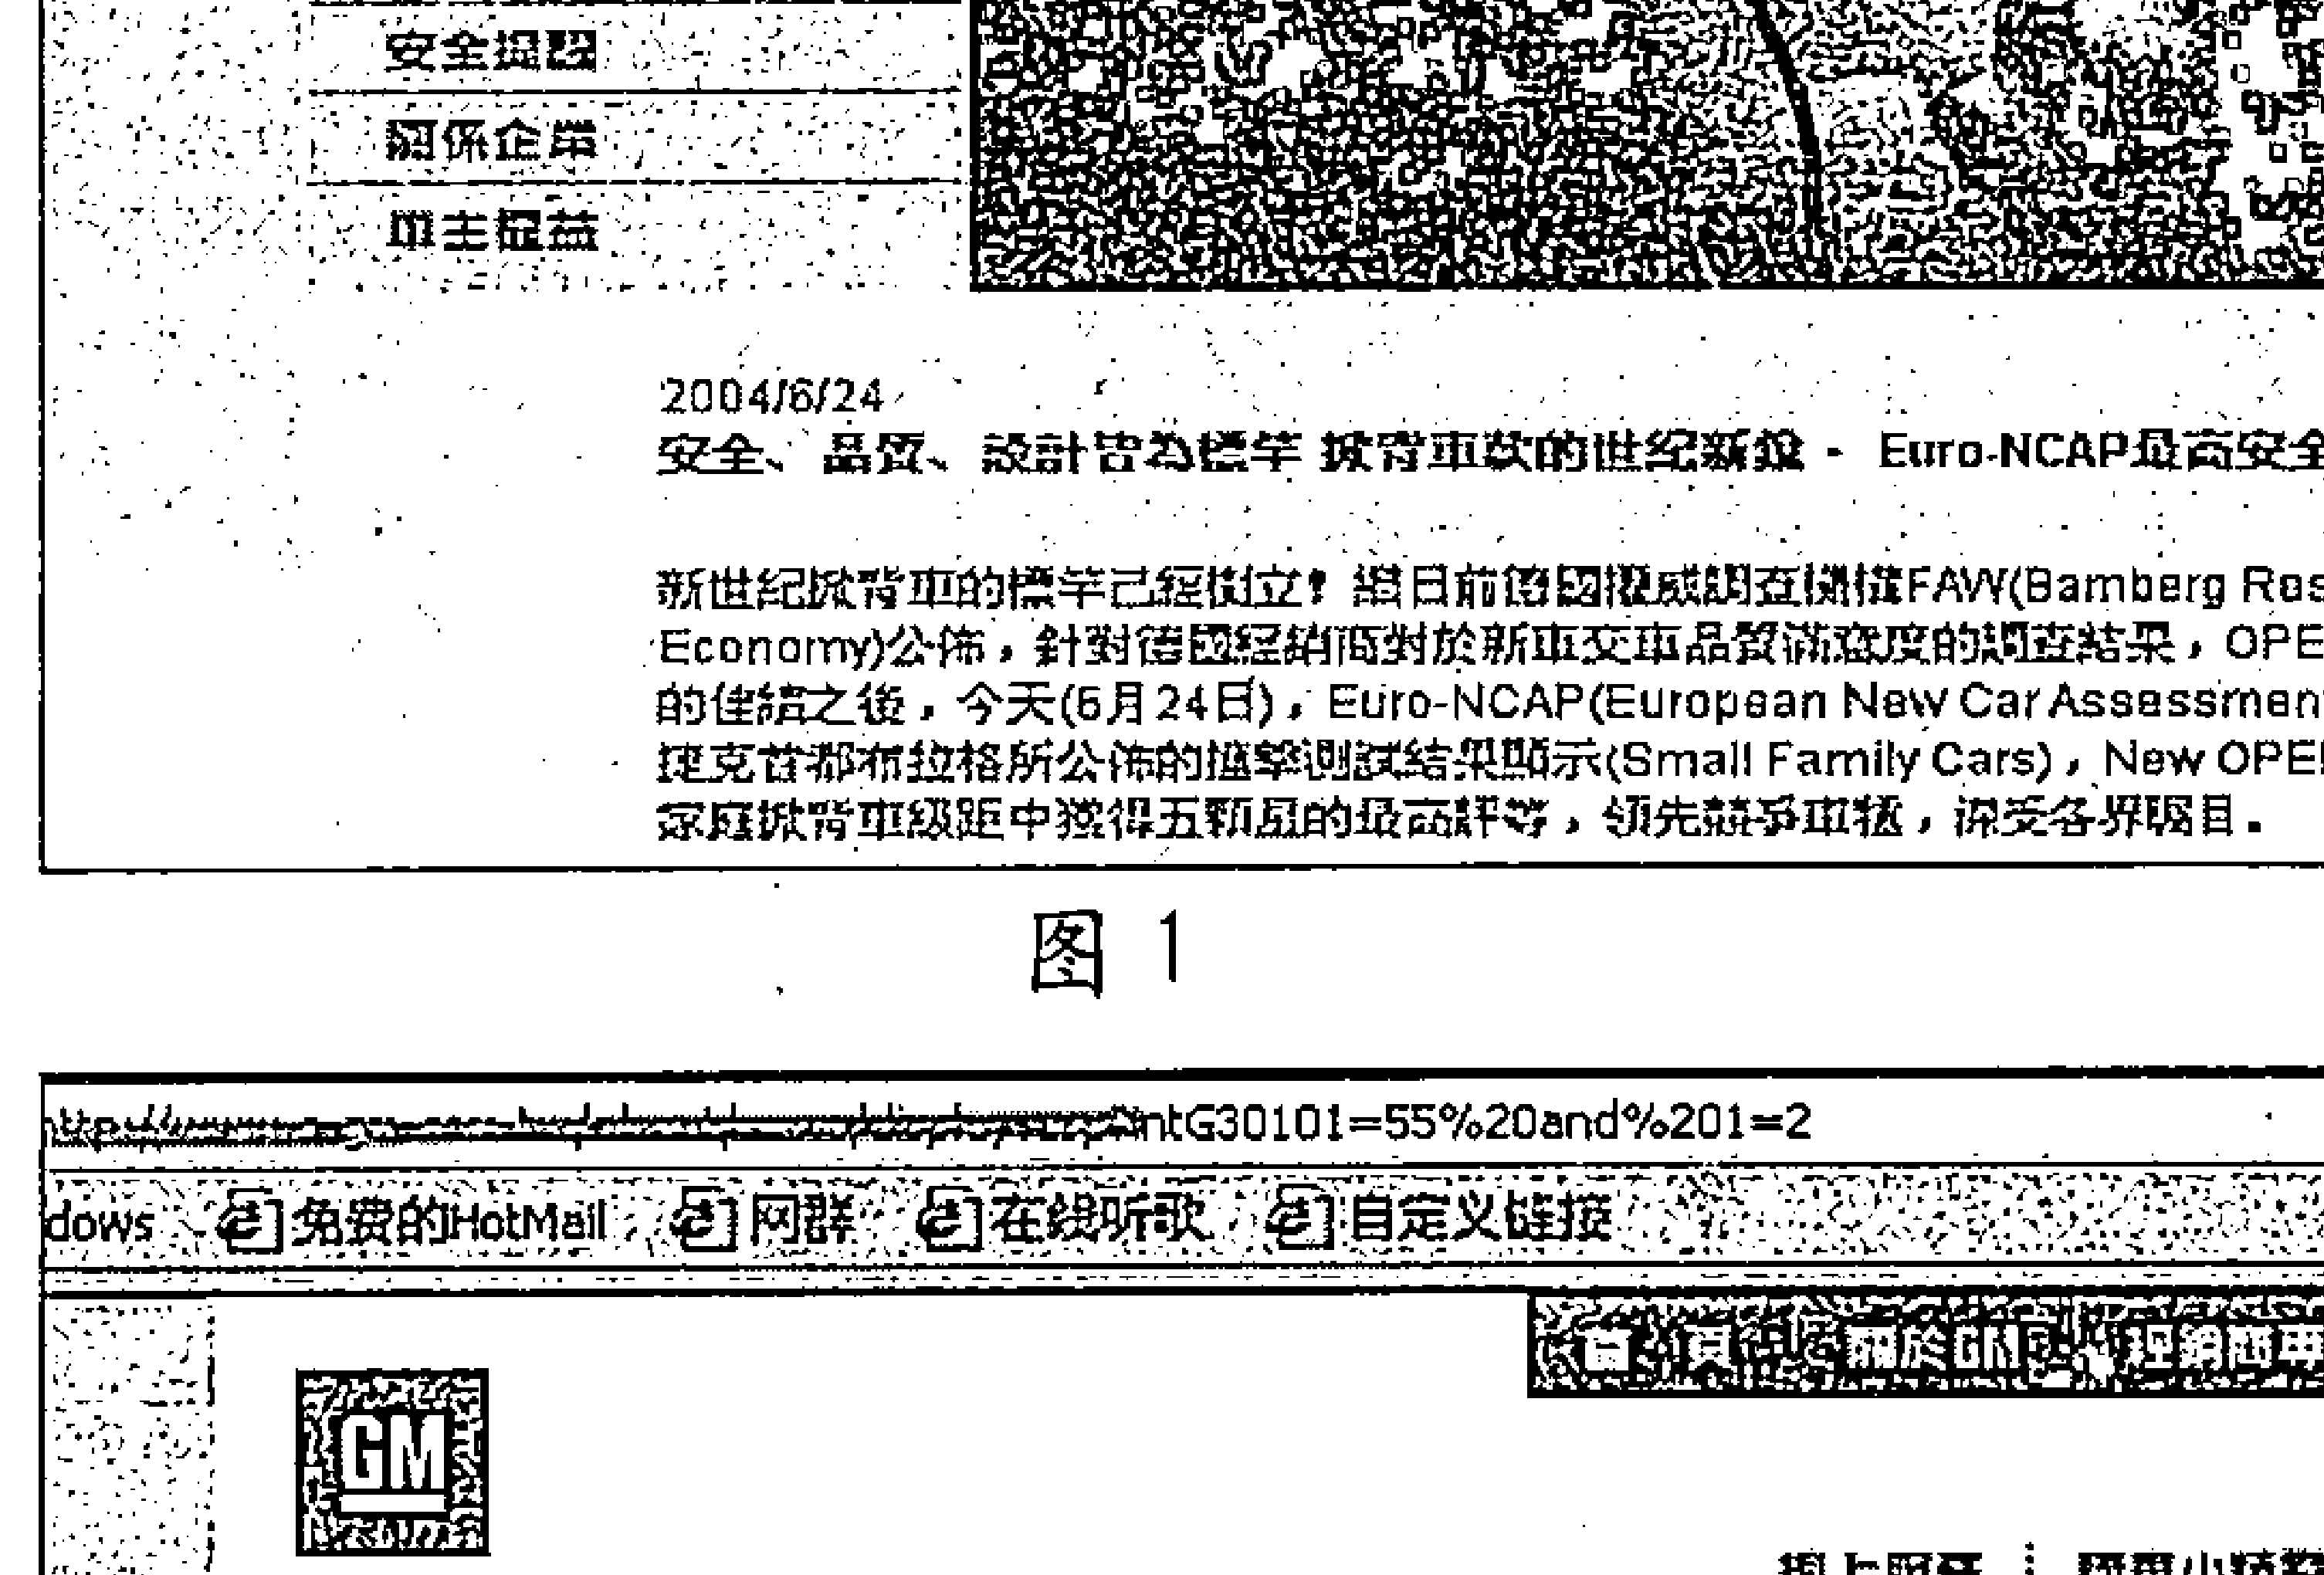 安全提醒
關係企業
車主權益
2004/6/24
安全、品質、設計皆為標竿 掀背車款的世紀新 - Euro-NCAP最高安全
新世紀掀背車的標竿已經樹立！繼日前德國權威調查機構FAW(Bamberg Res
Economy)公佈，針對德國經銷商對於新車交車品質滿意度的調查結果，OPE
的佳績之後，今天(6月24日)，Euro-NCAP(European New Car Assessmen
捷克首都布拉格所公佈的撞擊測試結果顯示(Small Family Cars)，New OPE
家庭掀背車級距中獲得五顆星的最高評等，領先競爭車種，深受各界矚目。
图 1
ntG30101=55%20and%201=2
dows 免费的HotMail 网群 在线听歌 自定义链接
首 頁 關於GM
GM
線上